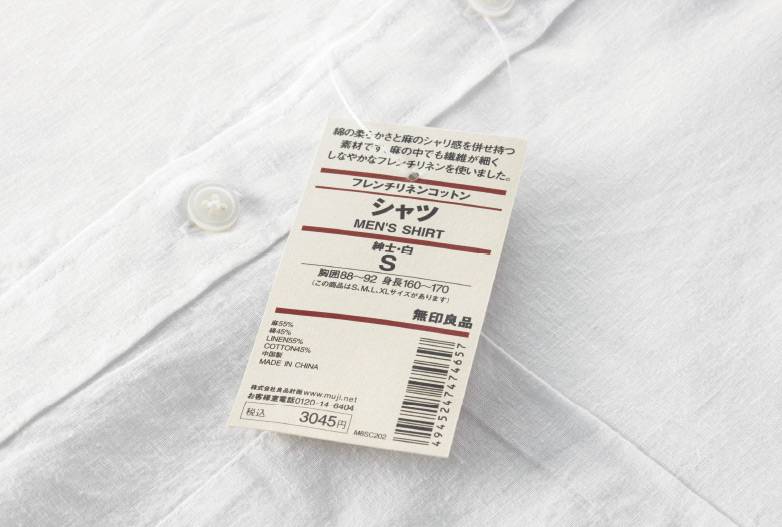 綿の柔らかさと麻のシャリ感を併せ持つ
素材です。麻の中でも繊維が細く
しなやかなフレンチリネンを使いました。
フレンチリネンコットン
シャツ
MEN'S SHIRT
紳士・白
S
胸囲88〜92 身長160〜170
(この商品はS、M、L、XLサイズがあります)
無印良品
麻55%
綿45%
LINEN55%
COTTON45%
中国製
MADE IN CHINA
株式会社良品計画 www.muji.net
お客様室電話0120-14-6404
税込 3045円
M8SC202
4945247474657